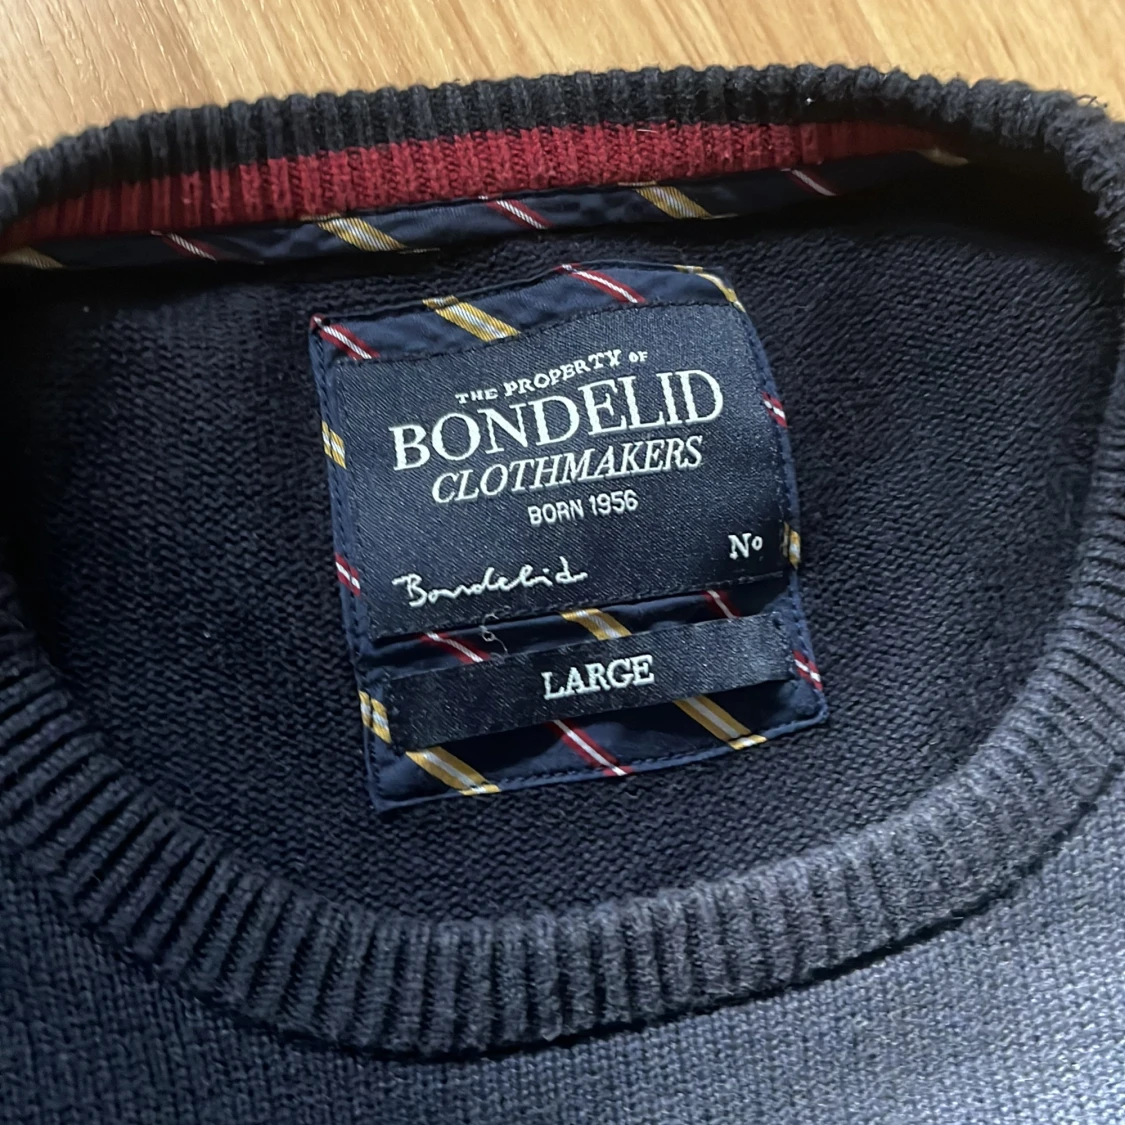 THE PROPERTY OF
BONDELID
CLOTHMAKERS
BORN 1956
Nº
Bondelid
LARGE